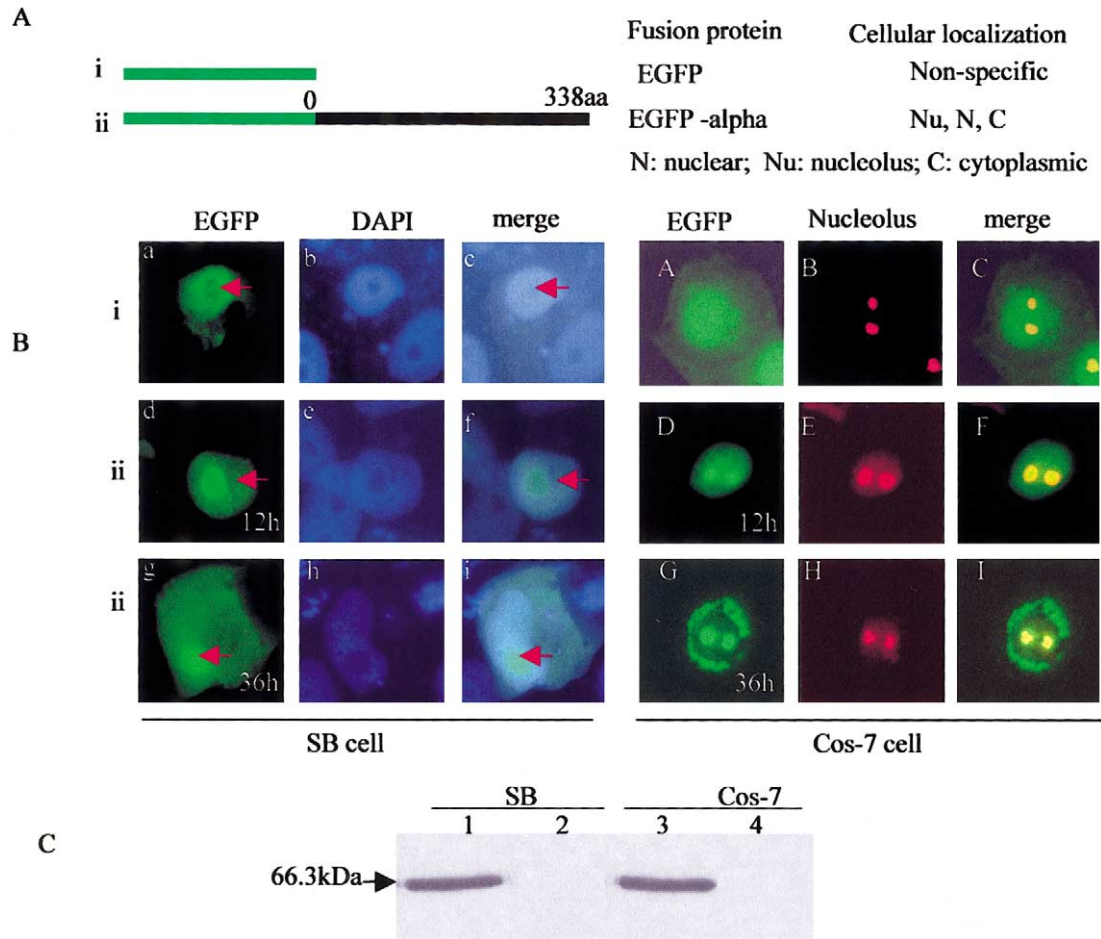 A
Fusion protein Cellular localization
i EGFP Non-specific
0 338aa
ii EGFP -alpha Nu, N, C
N: nuclear; Nu: nucleolus; C: cytoplasmic
EGFP DAPI merge EGFP Nucleolus merge
B
i a b c A B C
ii d 12h e f D 12h E F
ii g 36h h i G 36h H I
SB cell Cos-7 cell
C
SB Cos-7
1 2 3 4
66.3kDa